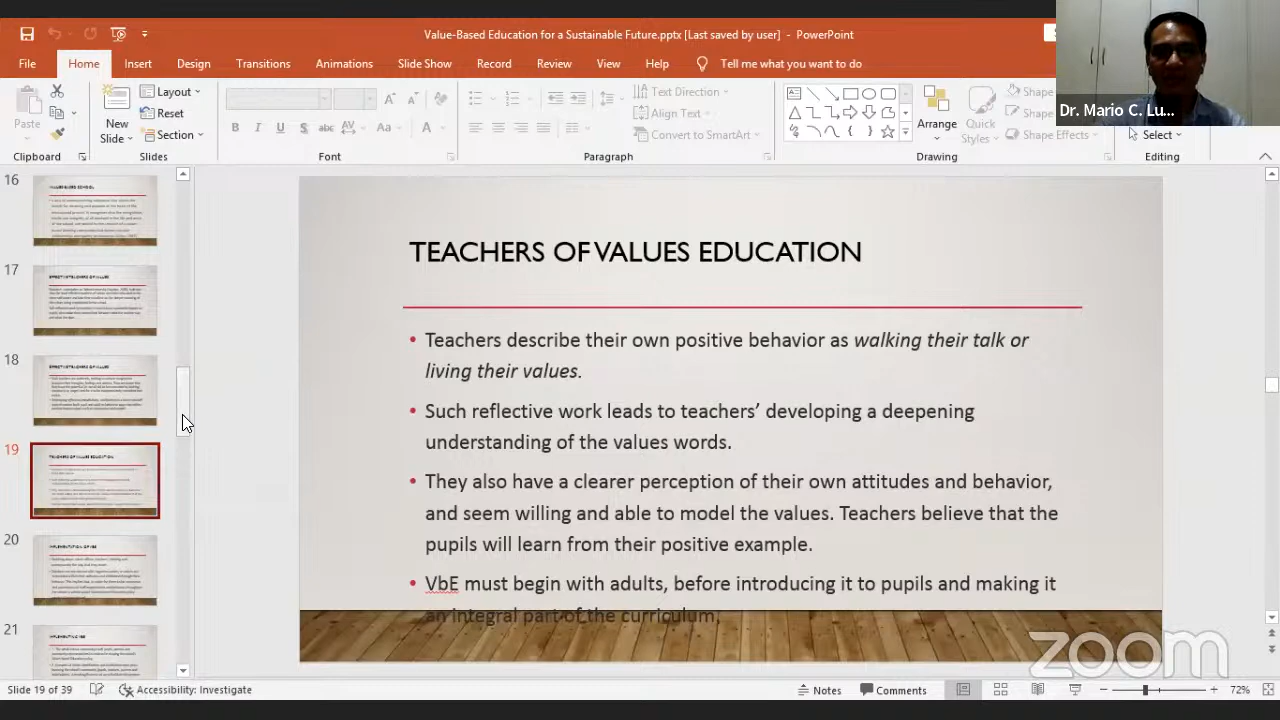 Value-Based Education for a Sustainable Future.pptx [Last saved by user] - PowerPoint
File Home Insert Design Transitions Animations Slide Show Record Review View Help Tell me what you want to do
Dr. Mario C. Lu...
Paste
New Slide
Layout
Reset
Section
Text Direction
Align Text
Convert to SmartArt
Arrange
Quick Styles
Shape
Shape
Shape Effects
Select
Clipboard Slides Font Paragraph Drawing Editing
16
17
18
19
TEACHERS OF VALUES EDUCATION
20
21
TEACHERS OF VALUES EDUCATION
• Teachers describe their own positive behavior as walking their talk or
living their values.
• Such reflective work leads to teachers’ developing a deepening
understanding of the values words.
• They also have a clearer perception of their own attitudes and behavior,
and seem willing and able to model the values. Teachers believe that the
pupils will learn from their positive example.
• VbE must begin with adults, before introducing it to pupils and making it
an integral part of the curriculum.
zoom
Slide 19 of 39 Accessibility: Investigate Notes Comments 72%